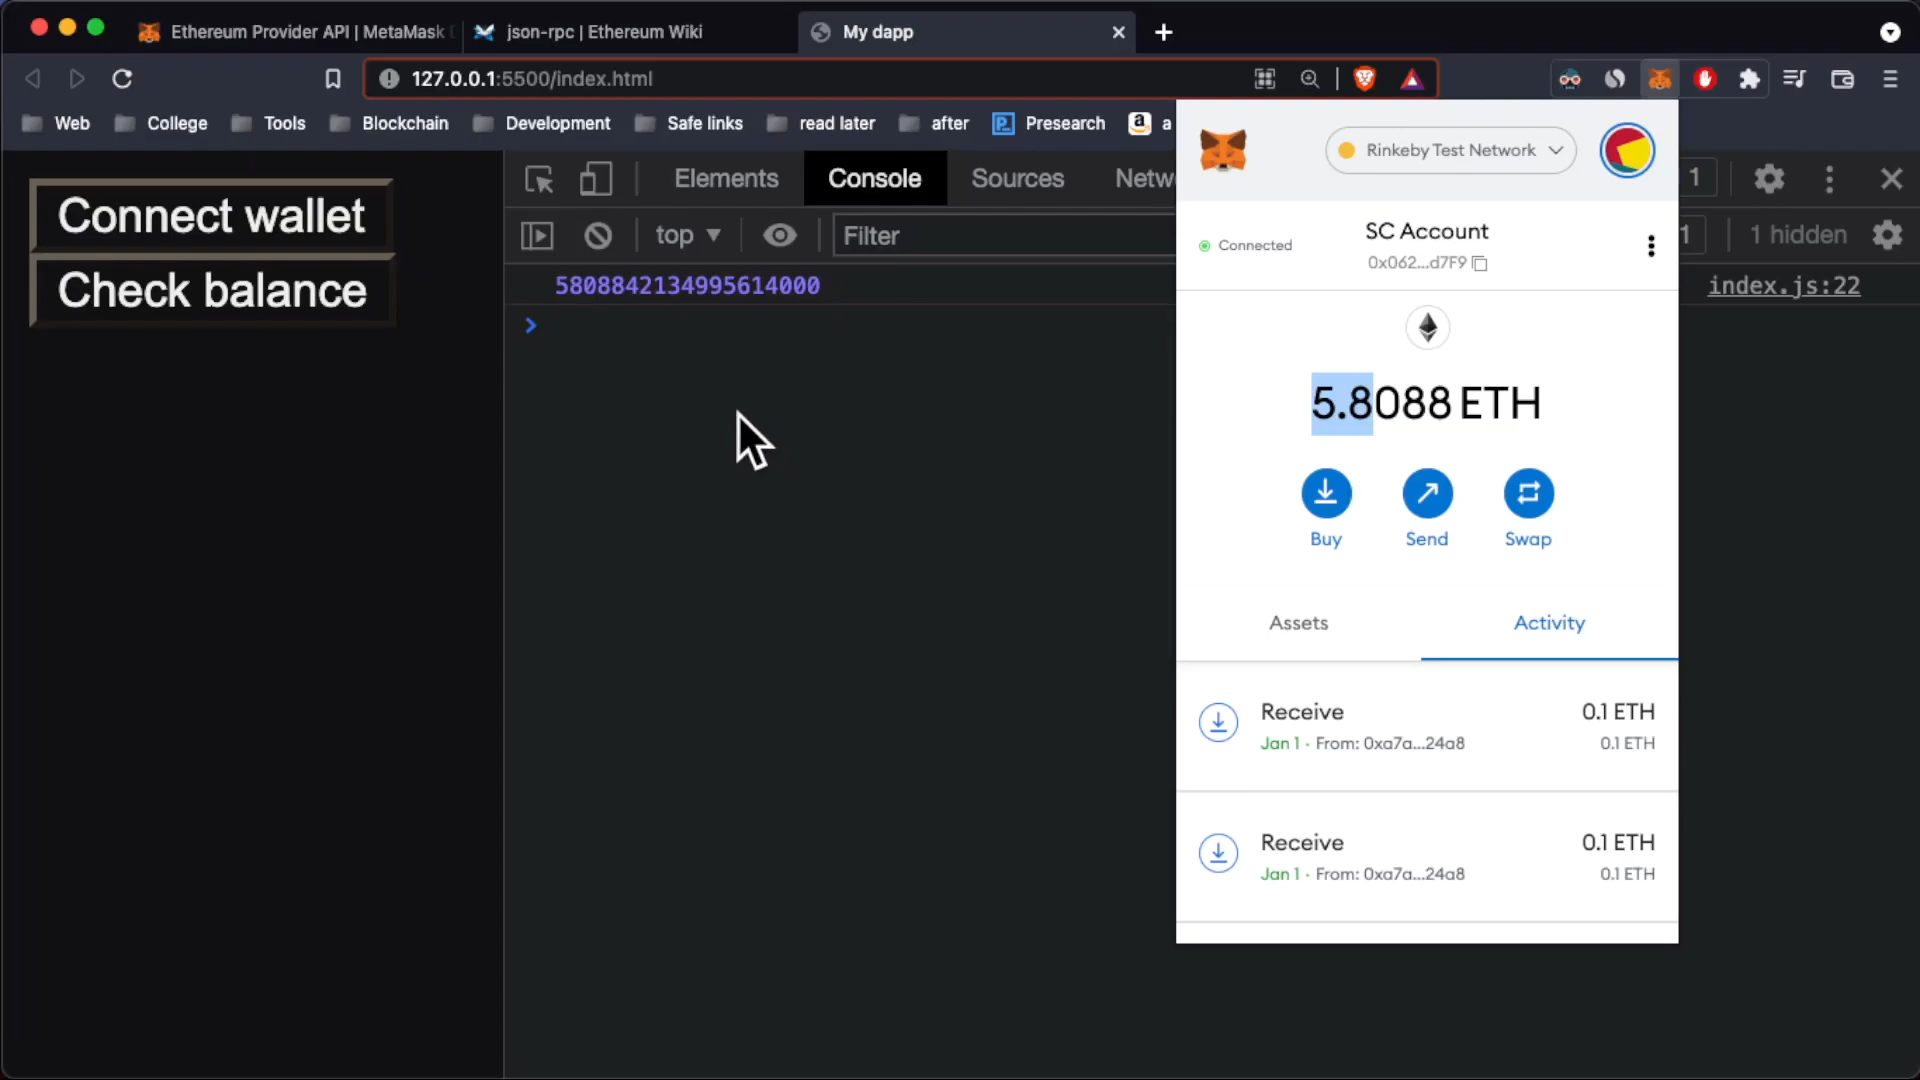 Ethereum Provider API | MetaMask
json-rpc | Ethereum Wiki
My dapp
127.0.0.1:5500/index.html
Web
College
Tools
Blockchain
Development
Safe links
read later
after
Presearch
a
Connect wallet
Check balance
Elements
Console
Sources
Netw
1
top
Filter
1
1 hidden
5808842134995614000
index.js:22
Rinkeby Test Network
Connected
SC Account
0x062...d7F9
5.8088 ETH
Buy
Send
Swap
Assets
Activity
Receive
0.1 ETH
Jan 1 · From: 0xa7a...24a8
0.1 ETH
Receive
0.1 ETH
Jan 1 · From: 0xa7a...24a8
0.1 ETH